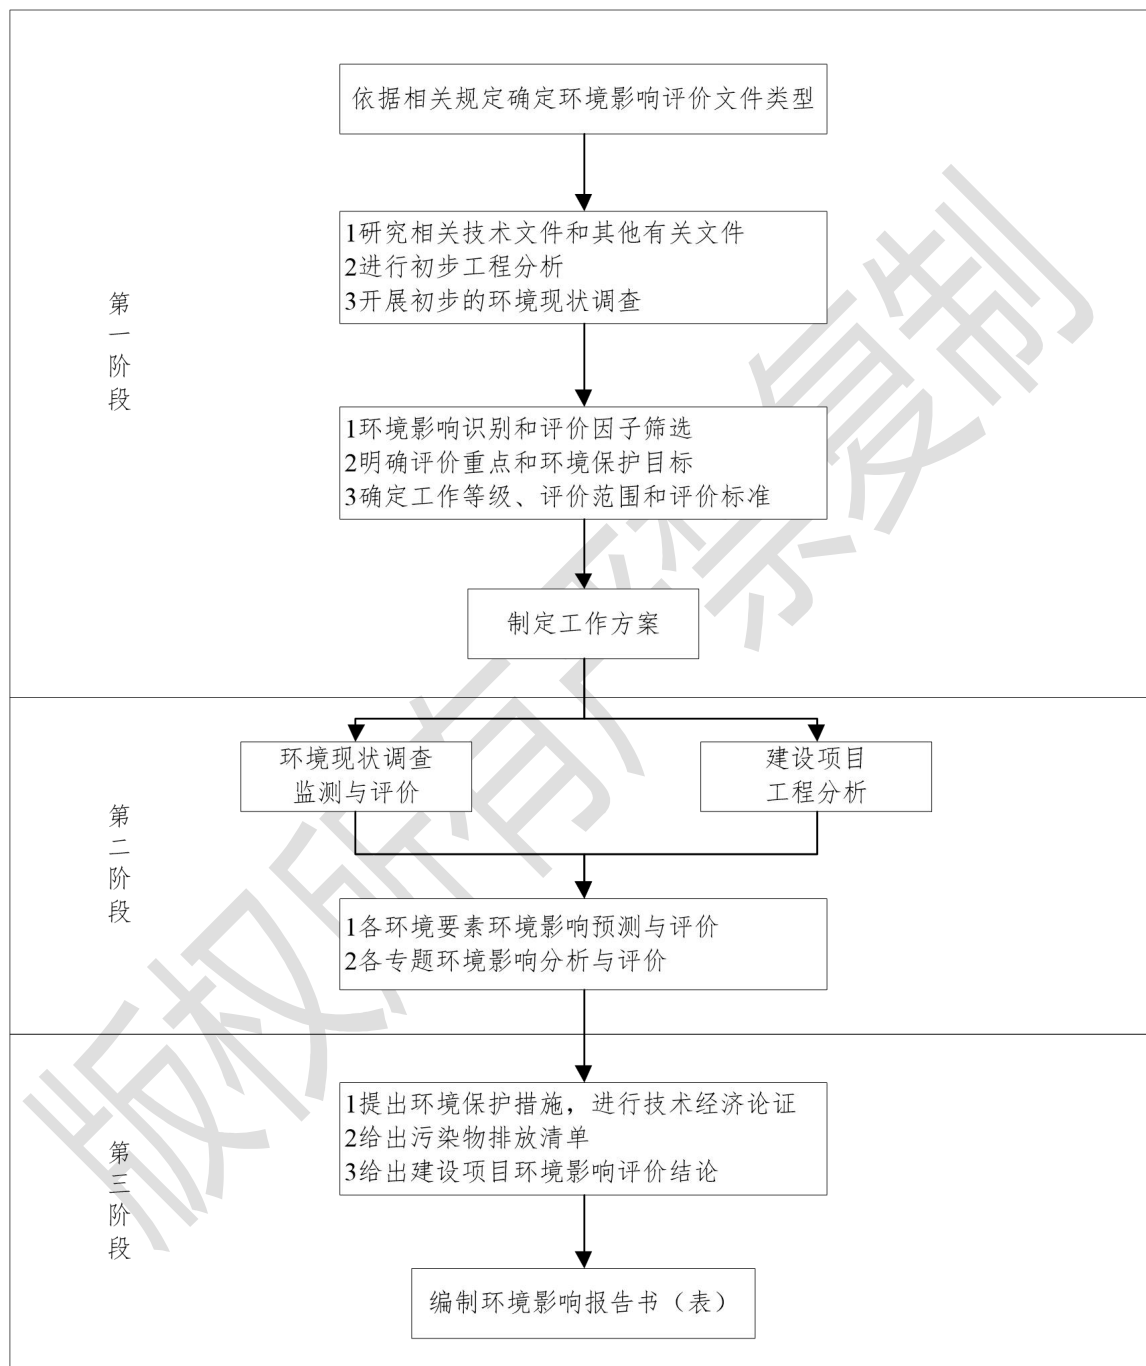 依据相关规定确定环境影响评价文件类型
1研究相关技术文件和其他有关文件
2进行初步工程分析
3开展初步的环境现状调查
第一阶段
1环境影响识别和评价因子筛选
2明确评价重点和环境保护目标
3确定工作等级、评价范围和评价标准
制定工作方案
环境现状调查
监测与评价
建设项目
工程分析
第二阶段
1各环境要素环境影响预测与评价
2各专题环境影响分析与评价
1提出环境保护措施，进行技术经济论证
2给出污染物排放清单
3给出建设项目环境影响评价结论
第三阶段
编制环境影响报告书（表）
版权所有严禁复制